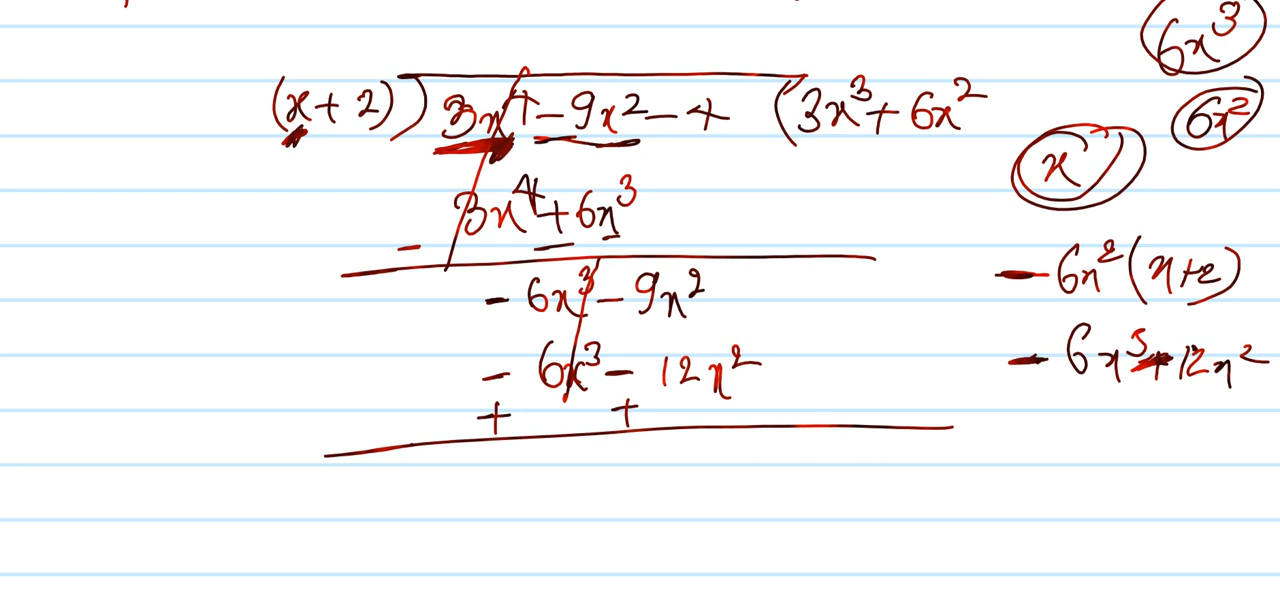 6x³
(x + 2) ) 3x⁴ - 9x² - 4 ( 3x³ + 6x²
6x²
x
3x⁴ + 6x³
-
- 6x²(x+2)
- 6x³ - 9x²
- 6x³ - 12x²
- 6x³ - 12x²
+ +